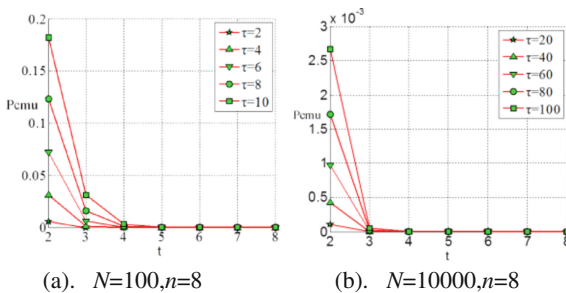 0.2
0.15
0.1
0.05
0
Pcmu
2 3 4 5 6 7 8
t
τ=2
τ=4
τ=6
τ=8
τ=10
(a). N=100,n=8
x 10⁻³
3
2.5
2
1.5
1
0.5
0
Pcmu
2 3 4 5 6 7 8
t
τ=20
τ=40
τ=60
τ=80
τ=100
(b). N=10000,n=8